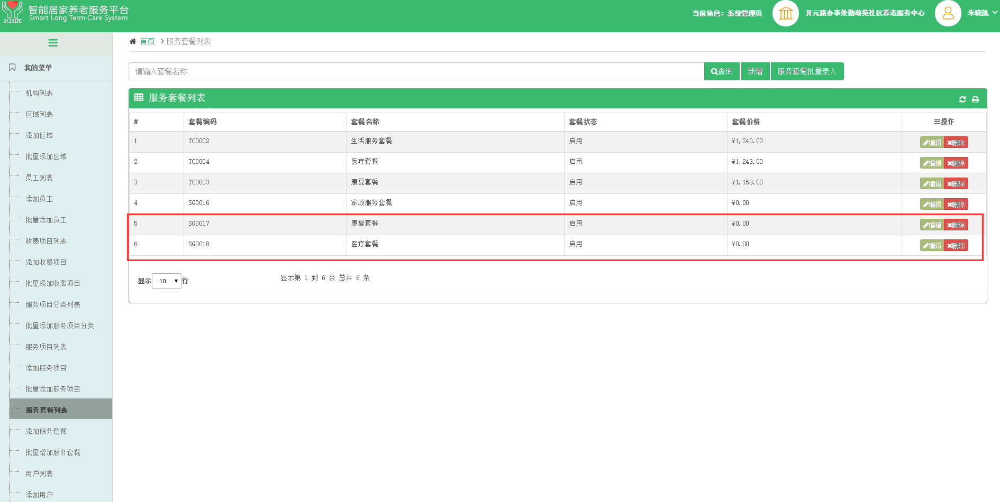 智能居家养老服务平台
Smart Long Term Care System
212SLTC
当前角色：系统管理员
开元路办事处勤政苑社区养老服务中心
朱晓凯
我的菜单
机构列表
区域列表
添加区域
批量添加区域
员工列表
添加员工
批量添加员工
收费项目列表
添加收费项目
批量添加收费项目
服务项目分类列表
批量添加服务项目分类
服务项目列表
添加服务项目
批量添加服务项目
服务套餐列表
添加服务套餐
批量增加服务套餐
用户列表
添加用户
首页 > 服务套餐列表
请输入套餐名称 查询 新增 服务套餐批量录入
服务套餐列表
# 套餐编码 套餐名称 套餐状态 套餐价格 操作
1 TC0002 生活服务套餐 启用 ¥1,240.00 编辑 删除
2 TC0004 医疗套餐 启用 ¥1,243.00 编辑 删除
3 TC0003 康复套餐 启用 ¥1,153.00 编辑 删除
4 SG0016 家政服务套餐 启用 ¥0.00 编辑 删除
5 SG0017 康复套餐 启用 ¥0.00 编辑 删除
6 SG0018 医疗套餐 启用 ¥0.00 编辑 删除
显示 10 行 显示第 1 到 6 条 总共 6 条